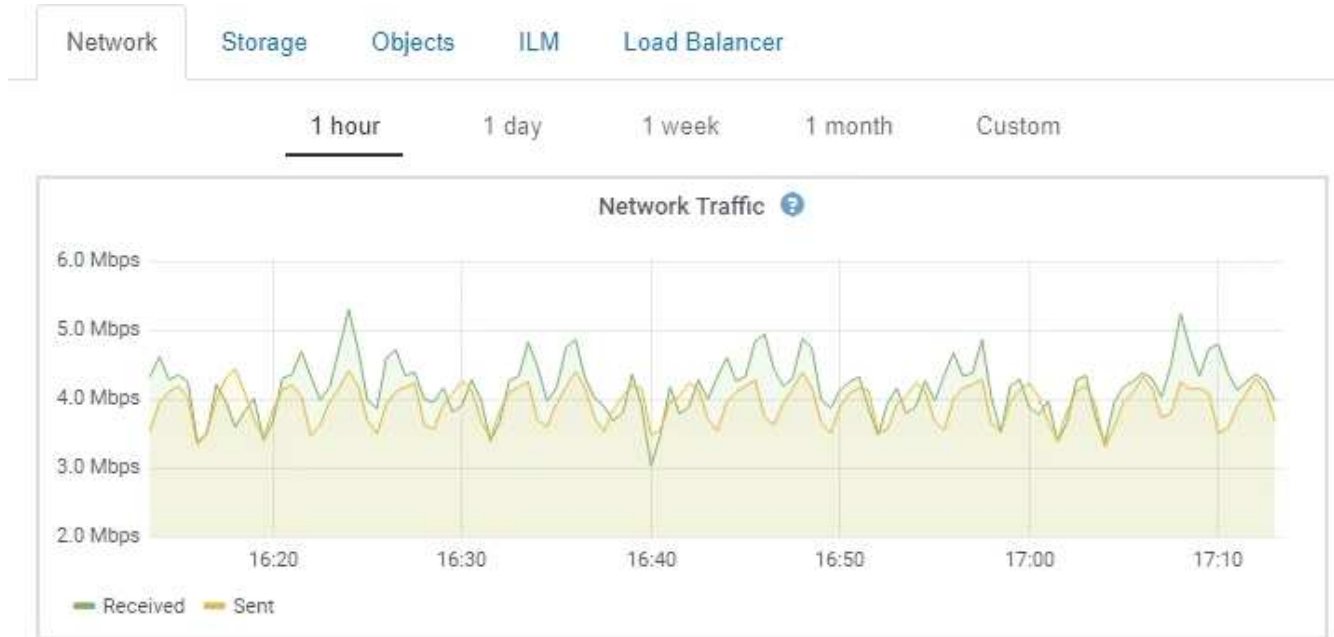 Network Storage Objects ILM Load Balancer
1 hour 1 day 1 week 1 month Custom
Network Traffic ?
6.0 Mbps
5.0 Mbps
4.0 Mbps
3.0 Mbps
2.0 Mbps
16:20 16:30 16:40 16:50 17:00 17:10
Received Sent